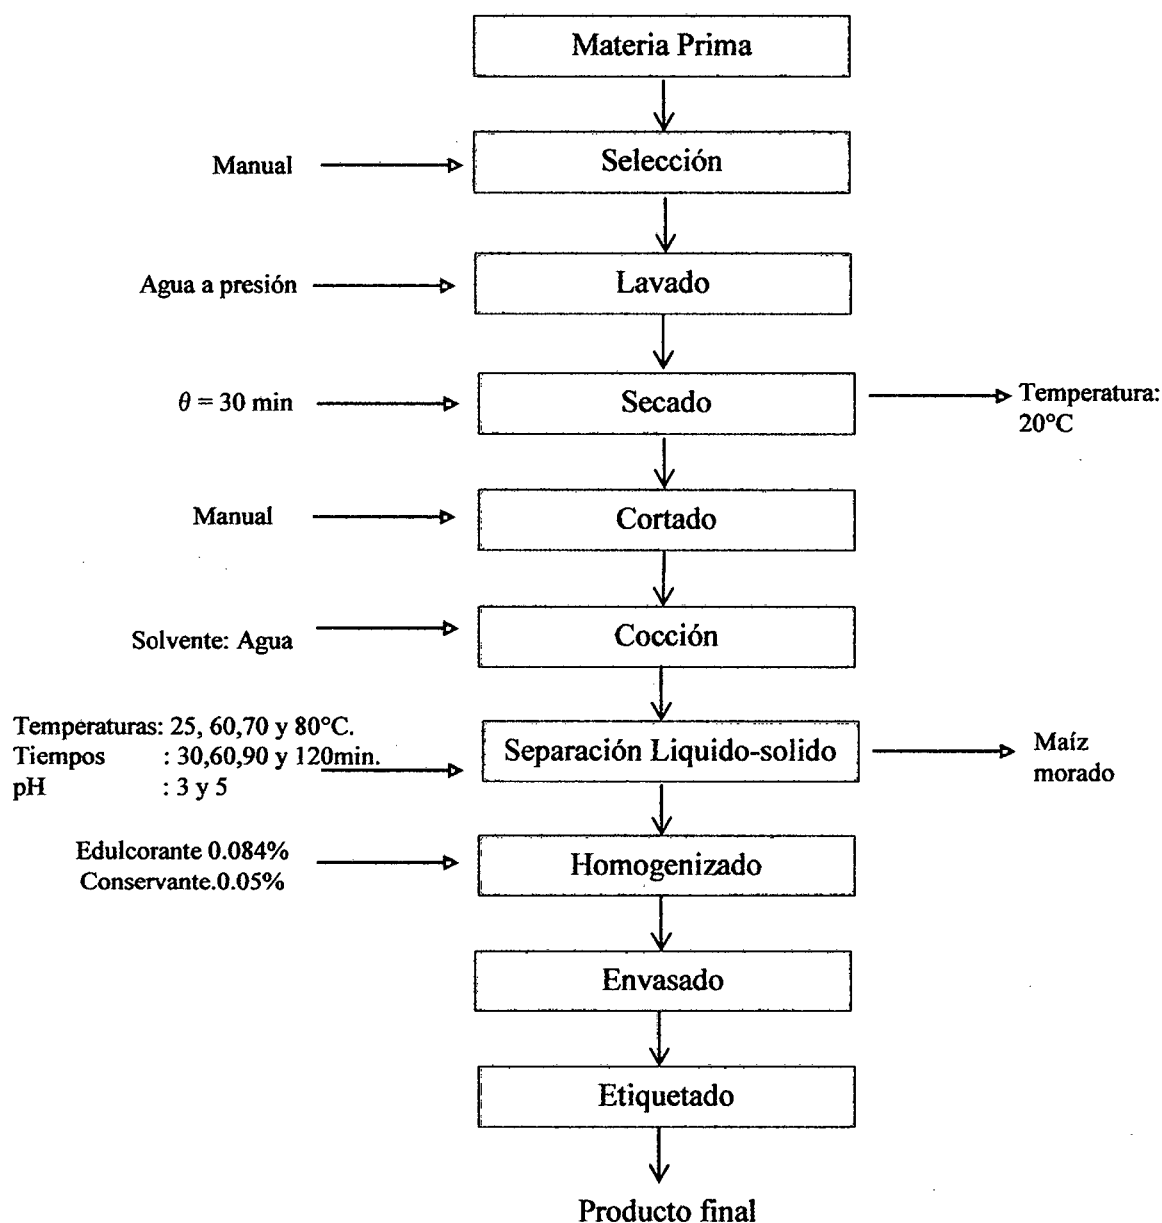 Materia Prima
Manual
Selección
Agua a presión
Lavado
θ = 30 min
Secado
Temperatura:
20°C
Manual
Cortado
Solvente: Agua
Cocción
Temperaturas: 25, 60,70 y 80°C.
Tiempos : 30,60,90 y 120min.
pH : 3 y 5
Separación Liquido-solido
Maíz
morado
Edulcorante 0.084%
Conservante.0.05%
Homogenizado
Envasado
Etiquetado
Producto final